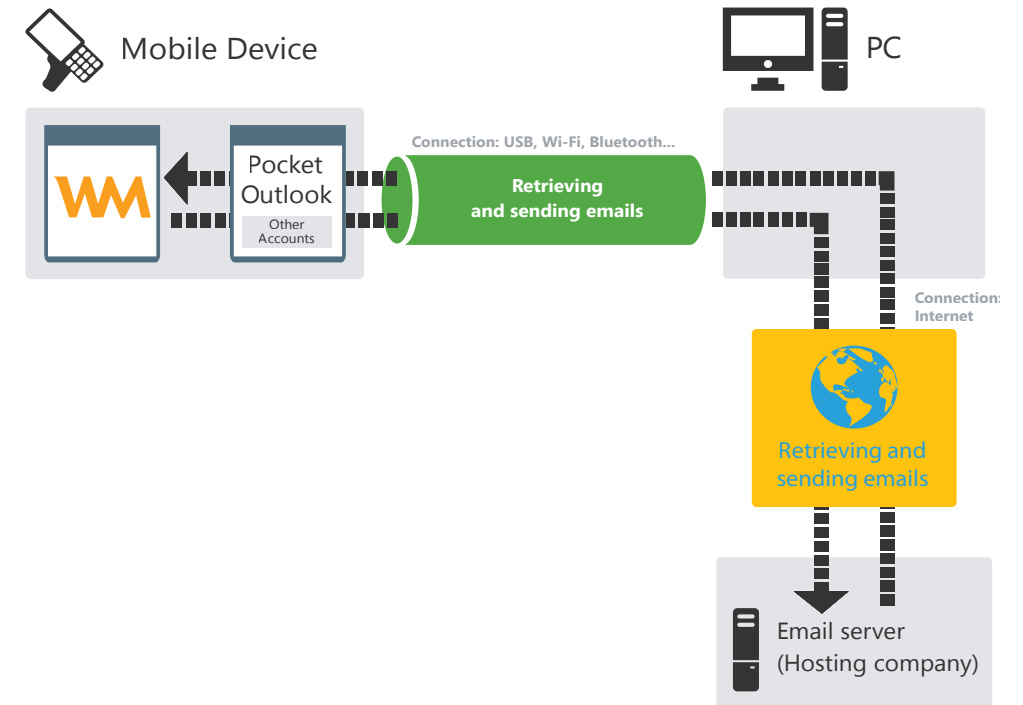 Mobile Device
PC
Connection: USB, Wi-Fi, Bluetooth...
WM
Pocket
Outlook
Other
Accounts
Retrieving
and sending emails
Connection:
Internet
Retrieving and
sending emails
Email server
(Hosting company)